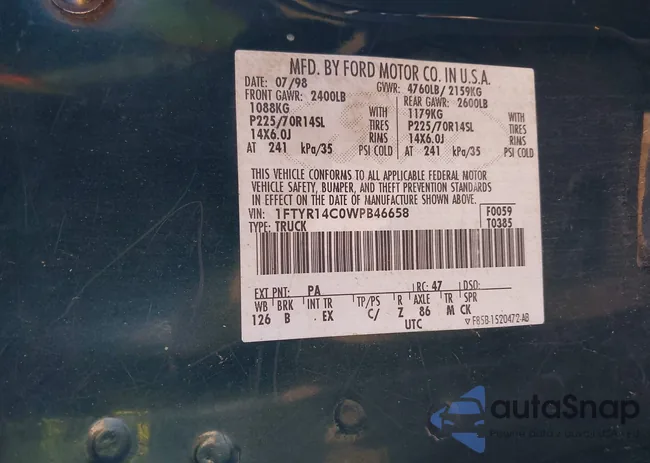 MFD. BY FORD MOTOR CO. IN U.S.A.
DATE: 07/98 GVWR: 4760LB/ 2159KG
FRONT GAWR: 2400LB REAR GAWR: 2600LB
1088KG WITH 1179KG WITH
P225/70R14SL TIRES P225/70R14SL TIRES
14X6.0J RIMS 14X6.0J RIMS
AT 241 kPa/35 PSI COLD AT 241 kPa/35 PSI COLD
THIS VEHICLE CONFORMS TO ALL APPLICABLE FEDERAL MOTOR
VEHICLE SAFETY, BUMPER, AND THEFT PREVENTION STANDARDS
IN EFFECT ON THE DATE OF MANUFACTURE SHOWN ABOVE.
VIN: 1FTYR14C0WPB46658 F0059
TYPE: TRUCK T0385
EXT PNT: PA RC: 47 DSO:
WB BRK INT TR TP/PS R AXLE TR SPR
126 B . EX C/ Z 86 M CK
UTC ▽ F85B-1520472-AB
autaSnap